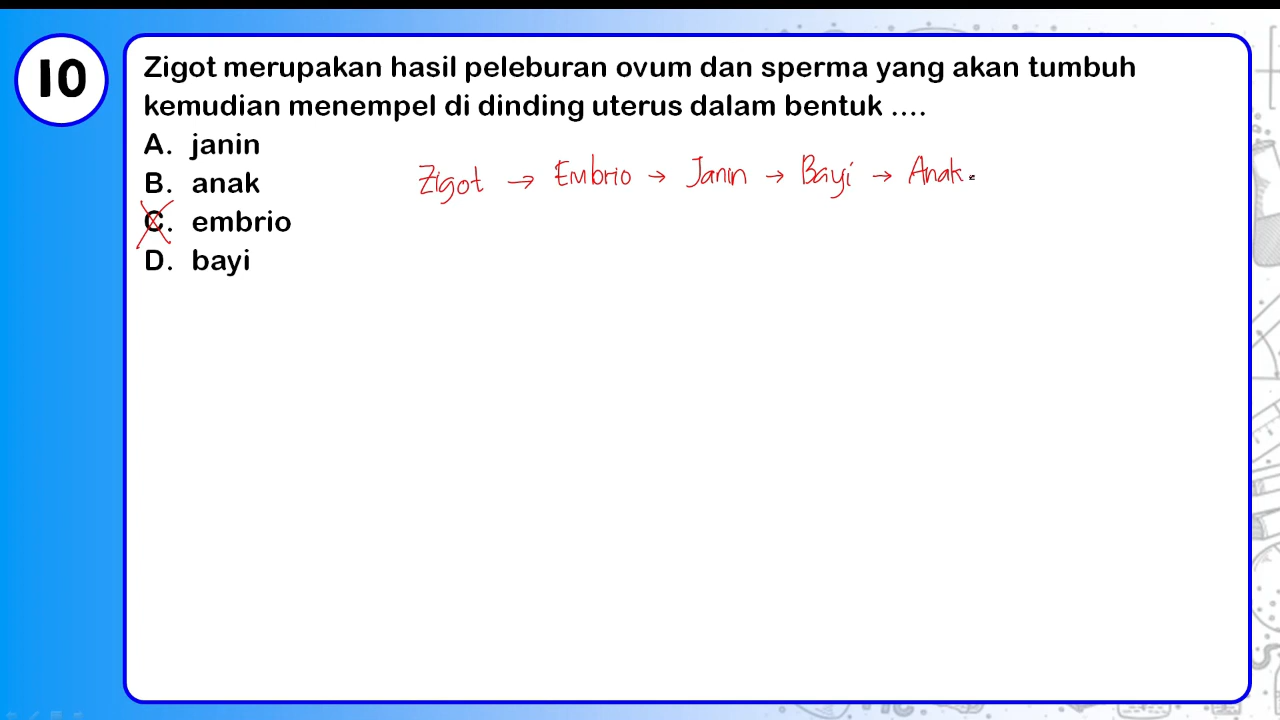 10
Zigot merupakan hasil peleburan ovum dan sperma yang akan tumbuh
kemudian menempel di dinding uterus dalam bentuk ....
A. janin
B. anak
C. embrio
D. bayi
Zigot → Embrio → Janin → Bayi → Anak